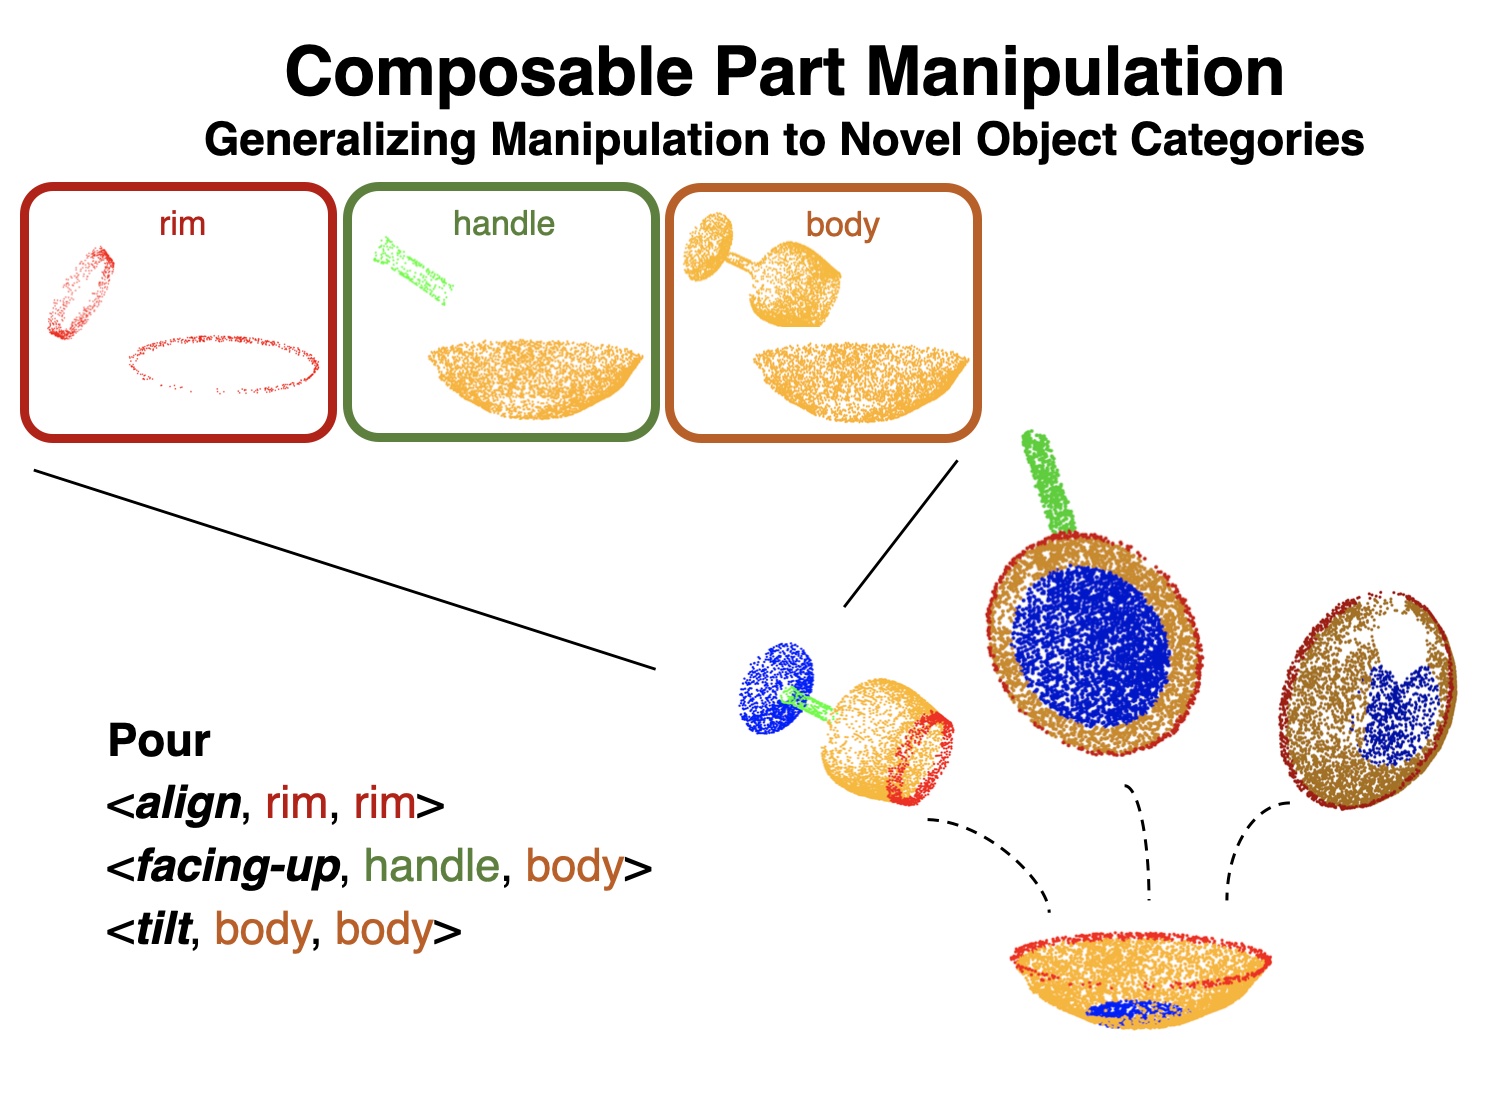 Composable Part Manipulation
Generalizing Manipulation to Novel Object Categories
rim
handle
body
Pour
<align, rim, rim>
<facing-up, handle, body>
<tilt, body, body>